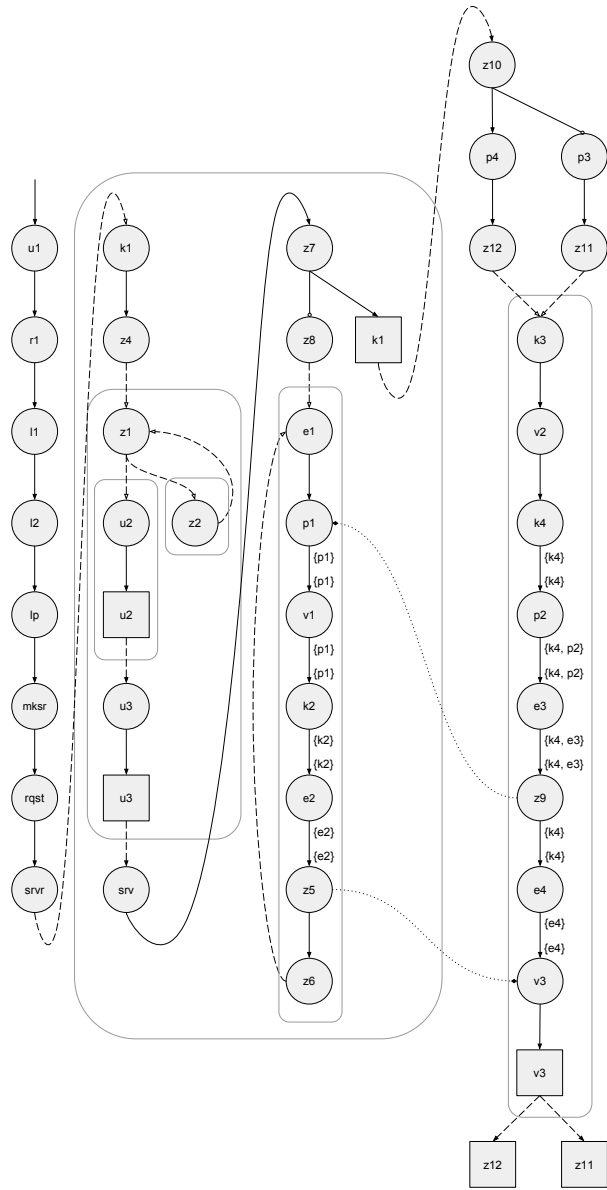 z10
p4 p3
u1 k1 z7 z12 z11
r1 z4 z8 k1 k3
l1 z1 e1 v2
l2 u2 z2 p1 k4
{p1} {k4}
{p1} {k4}
lp u2 v1 p2
{p1} {k4, p2}
{p1} {k4, p2}
mksr u3 k2 e3
{k2} {k4, e3}
{k2} {k4, e3}
rqst u3 e2 z9
{e2} {k4}
{e2} {k4}
srvr srv z5 e4
{e4}
{e4}
z6 v3
v3
z12 z11